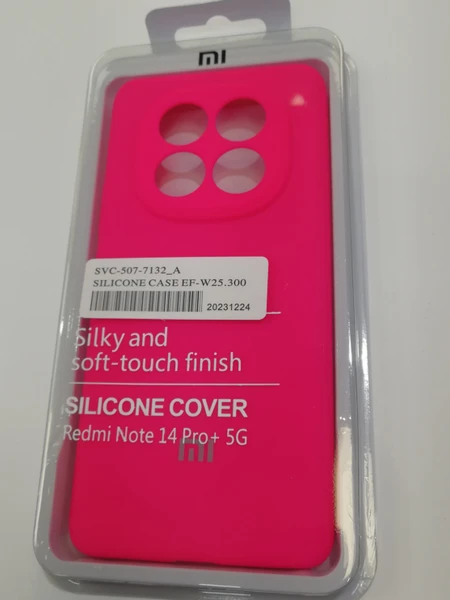 mi
SVC-507-7132_A
SILICONE CASE EF-W25.300
20231224
Silky and
soft-touch finish
SILICONE COVER
Redmi Note 14 Pro+ 5G
mi